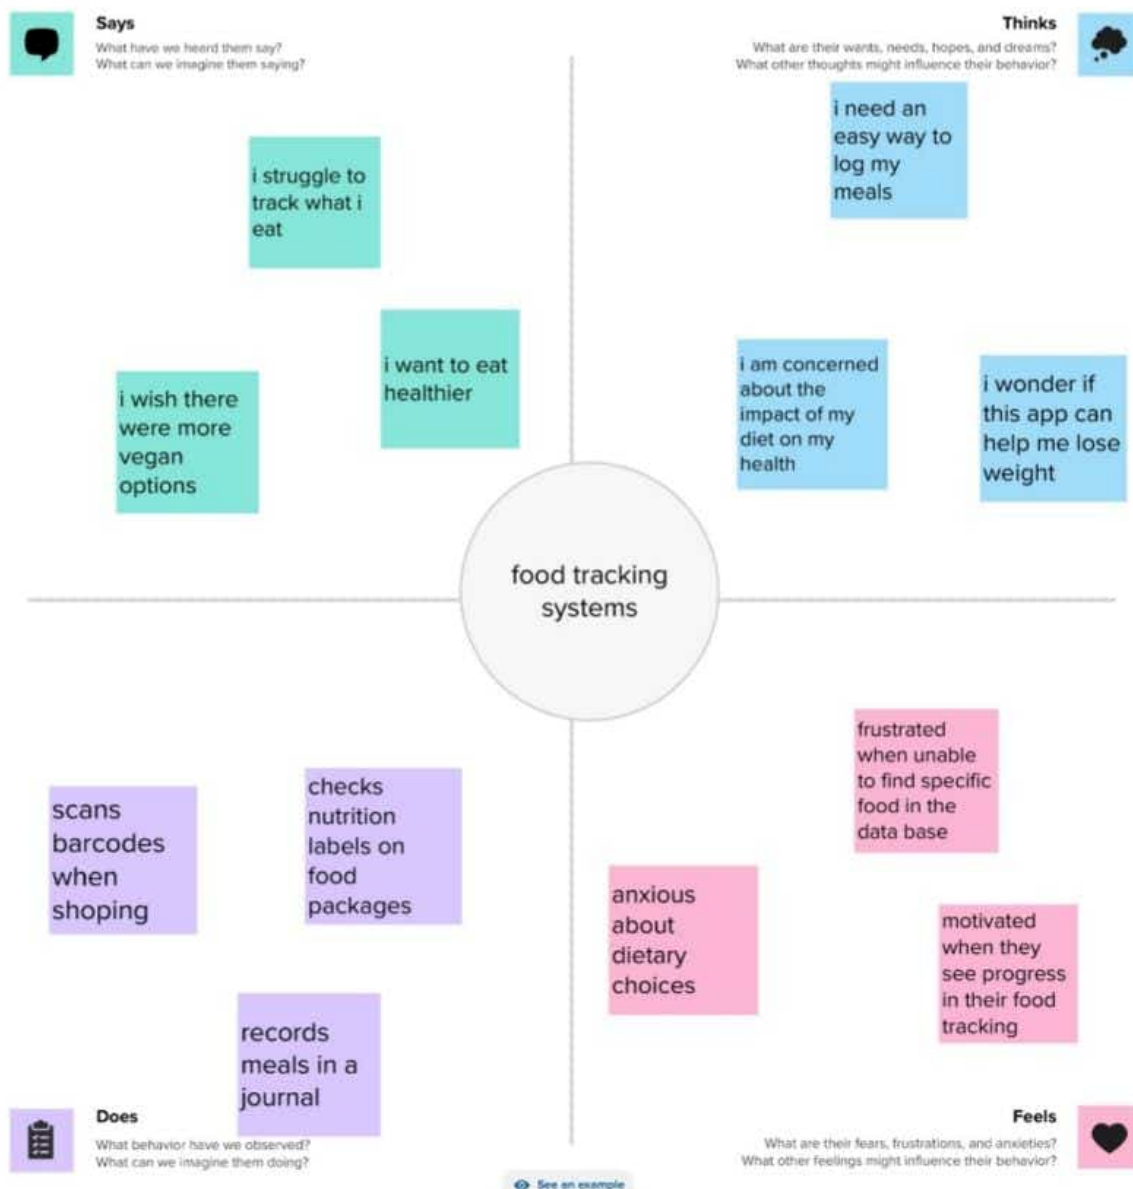 Says
What have we heard them say?
What can we imagine them saying?
Thinks
What are their wants, needs, hopes, and dreams?
What other thoughts might influence their behavior?
i struggle to
track what i
eat
i want to eat
healthier
i wish there
were more
vegan
options
i need an
easy way to
log my
meals
i am concerned
about the
impact of my
diet on my
health
i wonder if
this app can
help me lose
weight
food tracking
systems
scans
barcodes
when
shoping
checks
nutrition
labels on
food
packages
records
meals in a
journal
frustrated
when unable
to find specific
food in the
data base
anxious
about
dietary
choices
motivated
when they
see progress
in their food
tracking
Does
What behavior have we observed?
What can we imagine them doing?
Feels
What are their fears, frustrations, and anxieties?
What other feelings might influence their behavior?
See an example